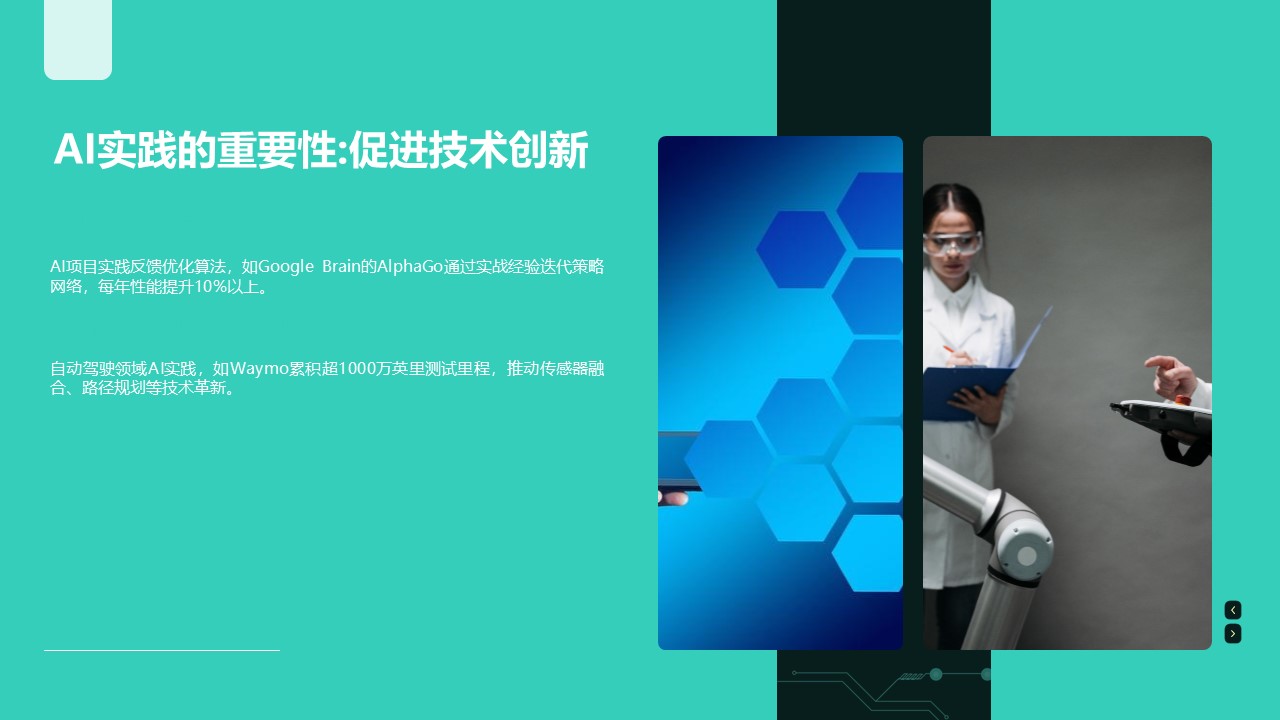 AI实践的重要性:促进技术创新
AI项目实践反馈优化算法，如Google Brain的AlphaGo通过实战经验迭代策略
网络，每年性能提升10%以上。
自动驾驶领域AI实践，如Waymo累积超1000万英里测试里程，推动传感器融
合、路径规划等技术革新。